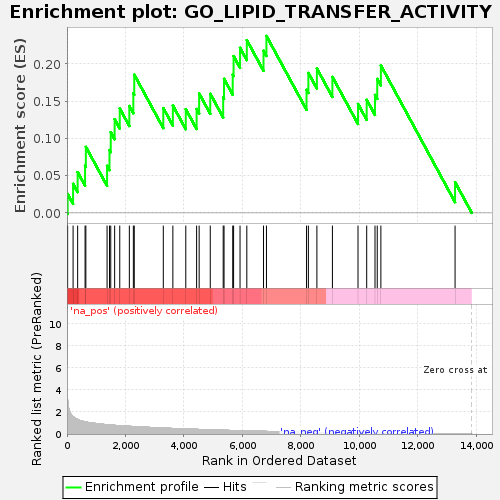 Enrichment plot: GO_LIPID_TRANSFER_ACTIVITY
Enrichment score (ES)
0.20
0.15
0.10
0.05
0.00
'na_pos' (positively correlated)
Ranked list metric (PreRanked)
10
8
6
4
2
0
Zero cross at
'na_neg' (negatively correlated)
0 2,000 4,000 6,000 8,000 10,000 12,000 14,000
Rank in Ordered Dataset
Enrichment profile Hits Ranking metric scores